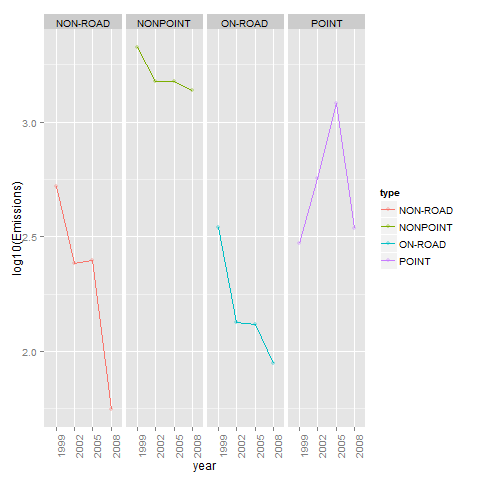 NON-ROAD NONPOINT ON-ROAD POINT
3.0
2.5
2.0
log10(Emissions)
1999 2002 2005 2008 1999 2002 2005 2008 1999 2002 2005 2008 1999 2002 2005 2008
year
type
NON-ROAD
NONPOINT
ON-ROAD
POINT